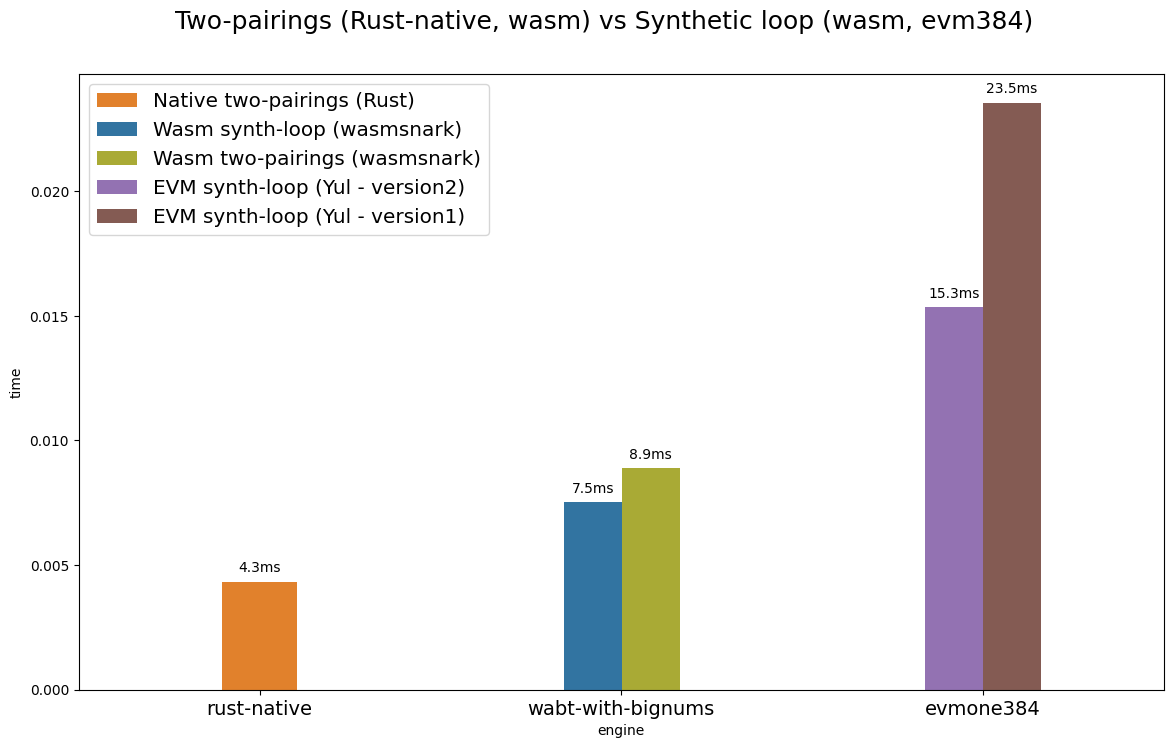 Two-pairings (Rust-native, wasm) vs Synthetic loop (wasm, evm384)
Native two-pairings (Rust)
Wasm synth-loop (wasmsnark)
Wasm two-pairings (wasmsnark)
EVM synth-loop (Yul - version2)
EVM synth-loop (Yul - version1)
23.5ms
15.3ms
8.9ms
7.5ms
4.3ms
0.020
0.015
0.010
0.005
0.000
time
rust-native
wabt-with-bignums
evmone384
engine